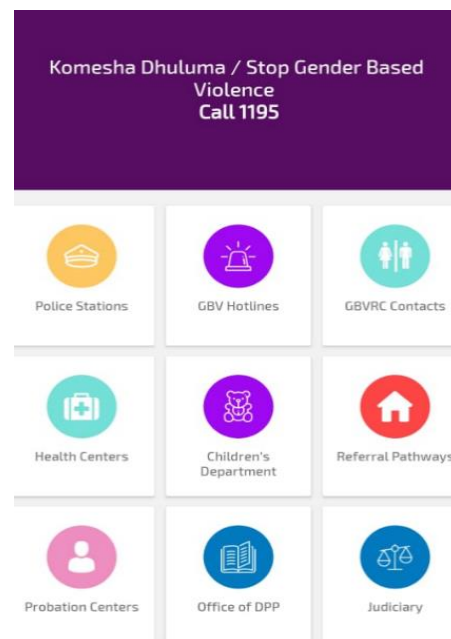 Komesha Dhuluma / Stop Gender Based
Violence
Call 1195
Police Stations
GBV Hotlines
GBVRC Contacts
Health Centers
Children's
Department
Referral Pathways
Probation Centers
Office of DPP
Judiciary